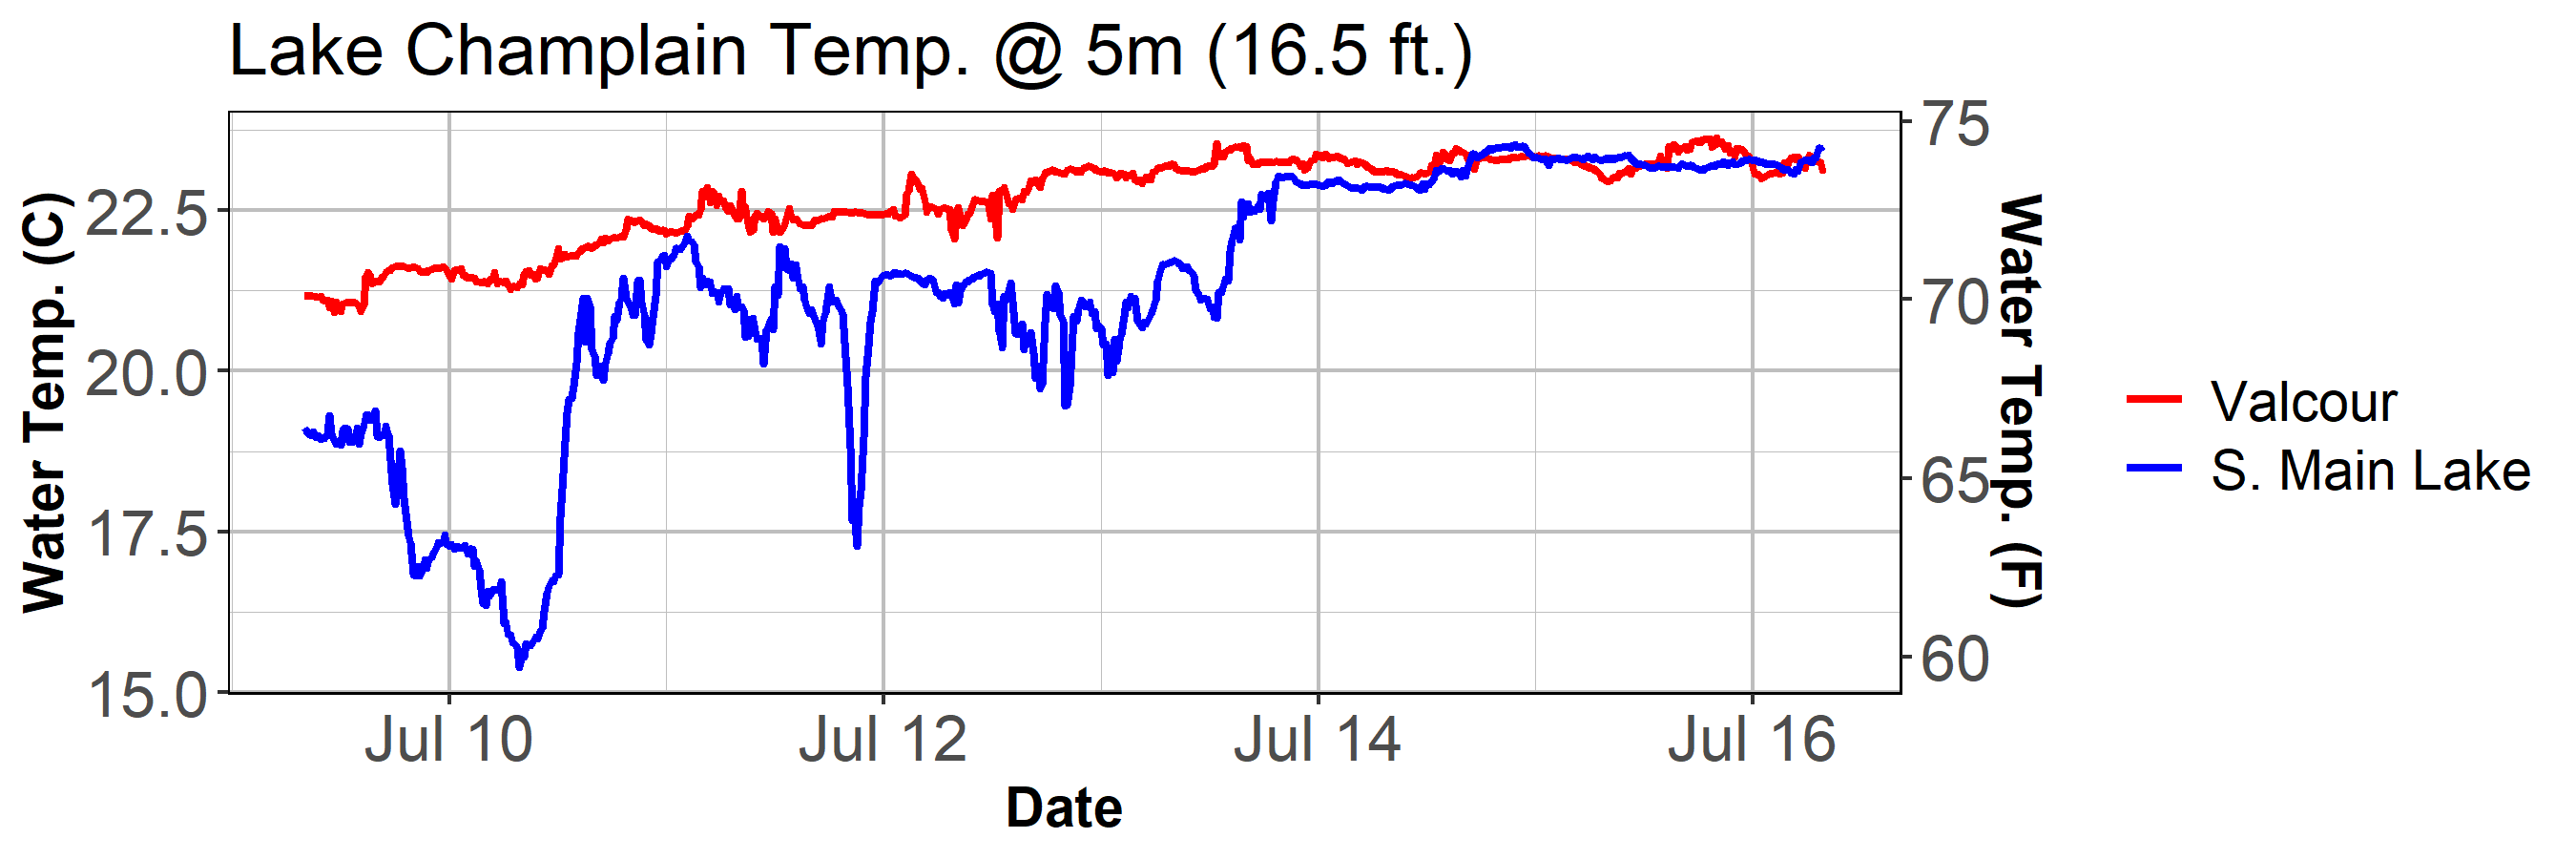 Lake Champlain Temp. @ 5m (16.5 ft.)
Water Temp. (C)
22.5
20.0
17.5
15.0
75
70
65
60
Water Temp. (F)
Jul 10
Jul 12
Jul 14
Jul 16
Date
Valcour
S. Main Lake